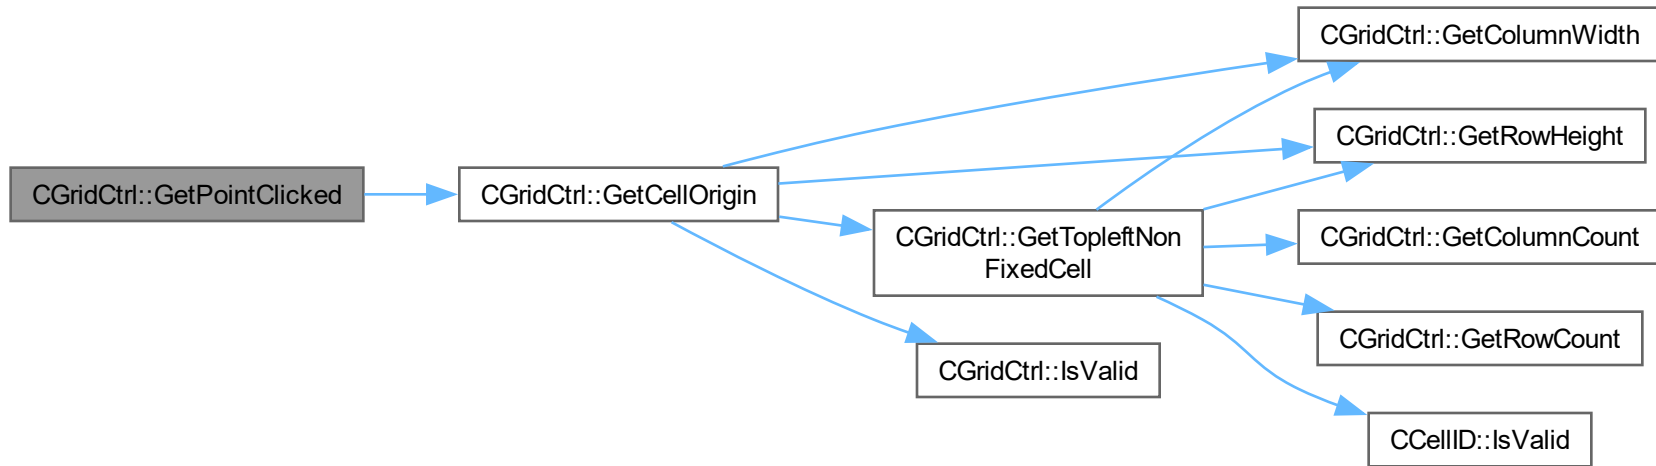 CGridCtrl::GetPointClicked
CGridCtrl::GetCellOrigin
CGridCtrl::GetColumnWidth
CGridCtrl::GetRowHeight
CGridCtrl::GetTopleftNon
FixedCell
CGridCtrl::GetColumnCount
CGridCtrl::GetRowCount
CGridCtrl::IsValid
CCellID::IsValid